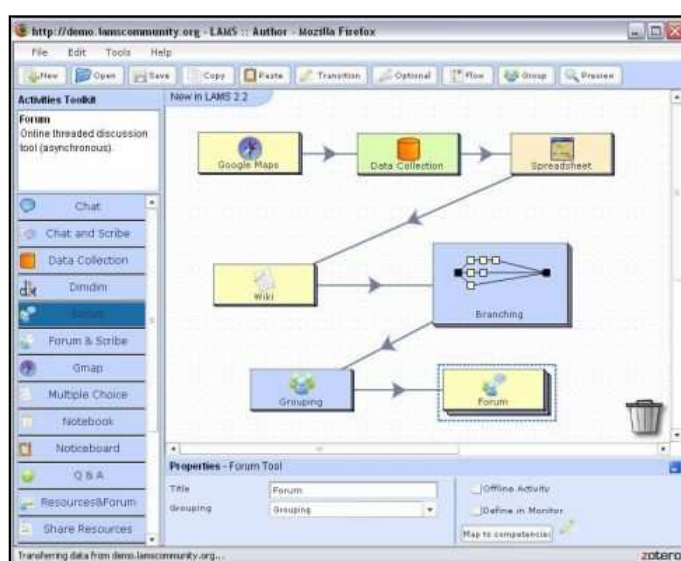 http://demo.lamscommunity.org - LAMS :: Author - Mozilla Firefox
File Edit Tools Help
New Open Save Copy Paste Transition Optional Flow Group Preview
Activities Toolkit
Forum
Online threaded discussion
tool (asynchronous).
Chat
Chat and Scribe
Data Collection
Dimdim
Forum
Forum & Scribe
Gmap
Multiple Choice
Notebook
Noticeboard
Q & A
Resources&Forum
Share Resources
New in LAMS 2.2
Google Maps
Data Collection
Spreadsheet
Wiki
Branching
Grouping
Forum
Properties - Forum Tool
Title Forum
Grouping Grouping
Offline Activity
Define in Monitor
Map to competencies
Transferring data from demo.lamscommunity.org...
zotero